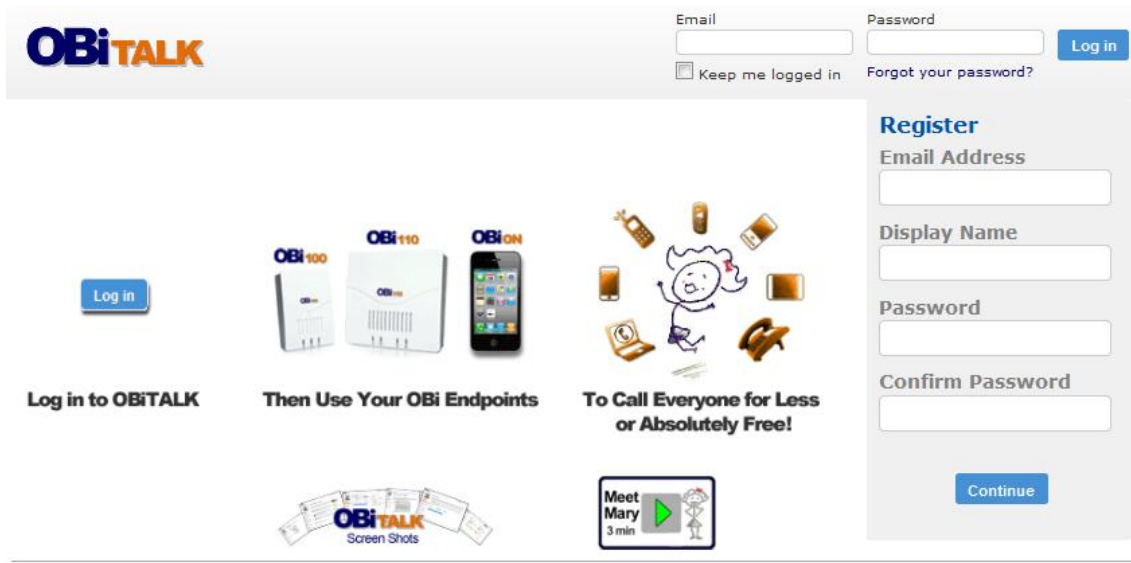 OBiTALK
Email
Password
Log in
Keep me logged in
Forgot your password?
Register
Email Address
Display Name
Password
Confirm Password
Continue
Log in
Log in to OBiTALK
OBi100
OBi110
OBiON
Then Use Your OBi Endpoints
To Call Everyone for Less
or Absolutely Free!
OBiTALK
Screen Shots
Meet
Mary
3 min